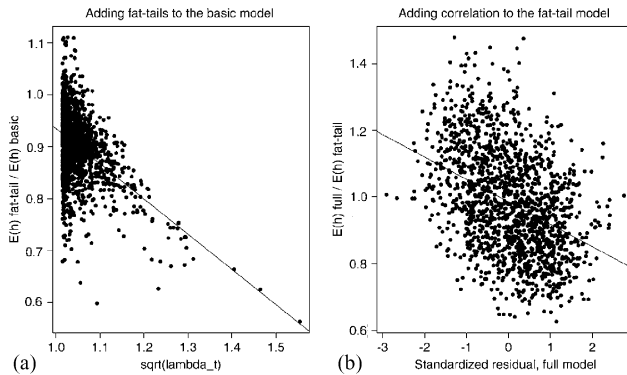 Adding fat-tails to the basic model
E(h) fat-tail / E(h) basic
1.1
1.0
0.9
0.8
0.7
0.6
1.0 1.1 1.2 1.3 1.4 1.5
sqrt(lambda_t)
(a)
Adding correlation to the fat-tail model
E(h) full / E(h) fat-tail
1.4
1.2
1.0
0.8
0.6
-3 -2 -1 0 1 2
Standardized residual, full model
(b)